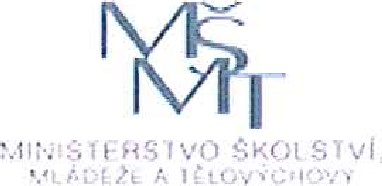 MŠ
MT
MINISTERSTVO ŠKOLSTVÍ,
MLÁDEŽE A TĚLOVÝCHOVY